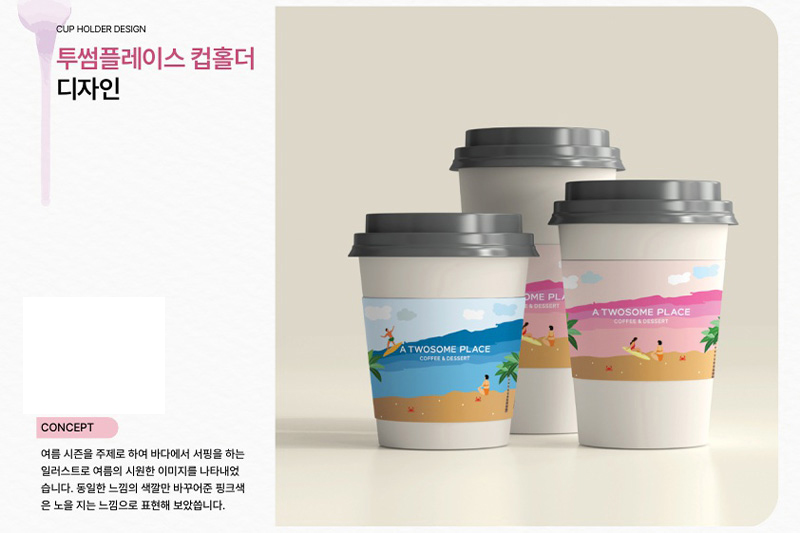 CUP HOLDER DESIGN
투썸플레이스 컵홀더
디자인
CONCEPT
여름 시즌을 주제로 하여 바다에서 서핑을 하는
일러스트로 여름의 시원한 이미지를 나타내었
습니다. 동일한 느낌의 색깔만 바꾸어준 핑크색
은 노을 지는 느낌으로 표현해 보았씁니다.
A TWOSOME PLACE
COFFEE & DESSERT
OME PLA
& DESSERT
A TWOSOME PLACE
COFFEE & DESSERT